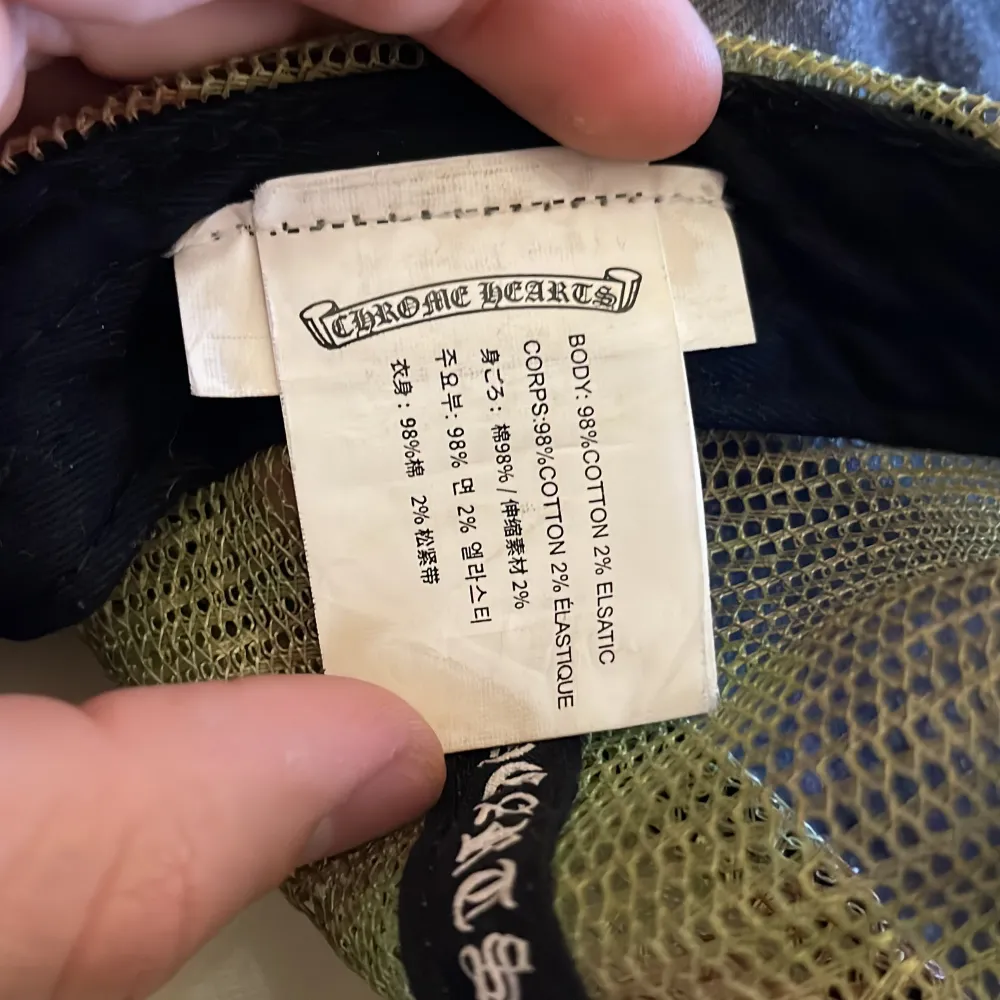 CHROME HEARTS
BODY: 98%COTTON 2% ELSATIC
CORPS:98%COTTON 2% ÉLASTIQUE
身ごろ: 棉98% / 伸缩素材 2%
주요부: 98% 면 2% 엘라스티
衣身: 98%棉 2%松紧带